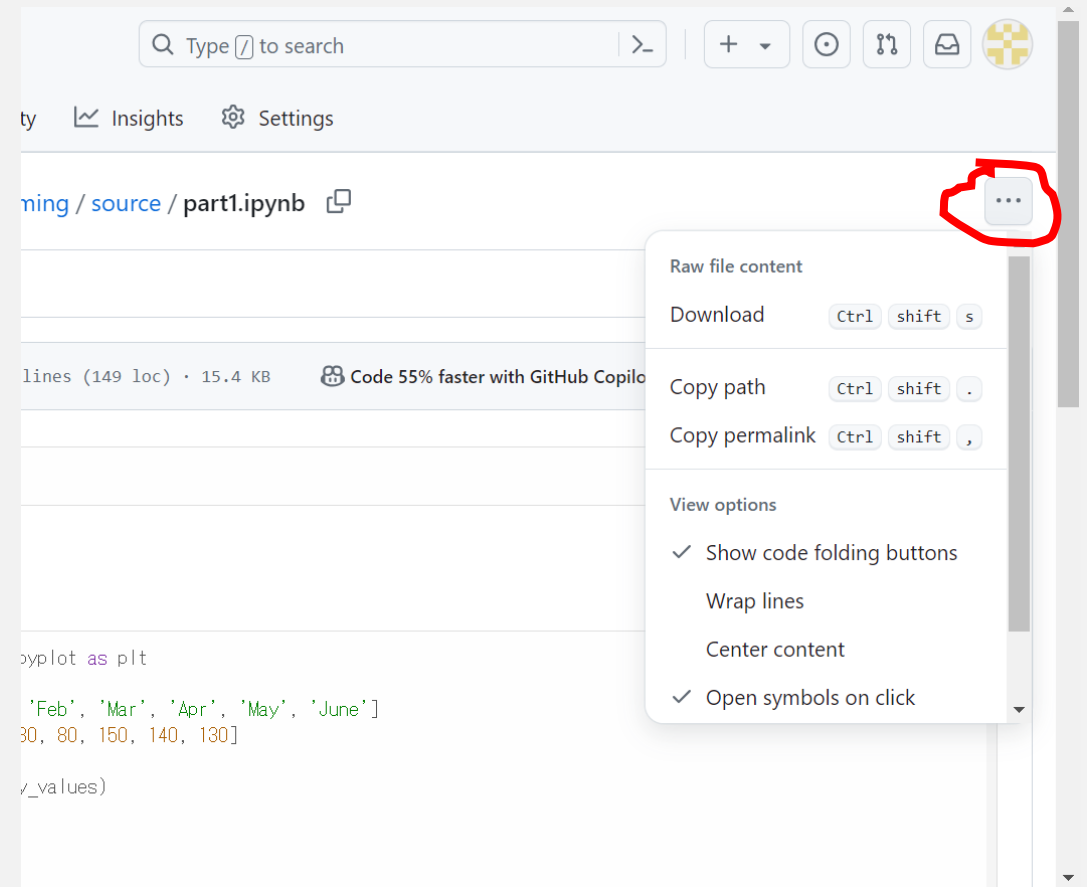 Type / to search
ty Insights Settings
ming / source / part1.ipynb
Raw file content
Download Ctrl shift s
lines (149 loc) · 15.4 KB Code 55% faster with GitHub Copilo
Copy path Ctrl shift .
Copy permalink Ctrl shift ,
View options
Show code folding buttons
Wrap lines
Center content
Open symbols on click
pyplot as plt
'Feb', 'Mar', 'Apr', 'May', 'June']
80, 150, 140, 130]
y_values)